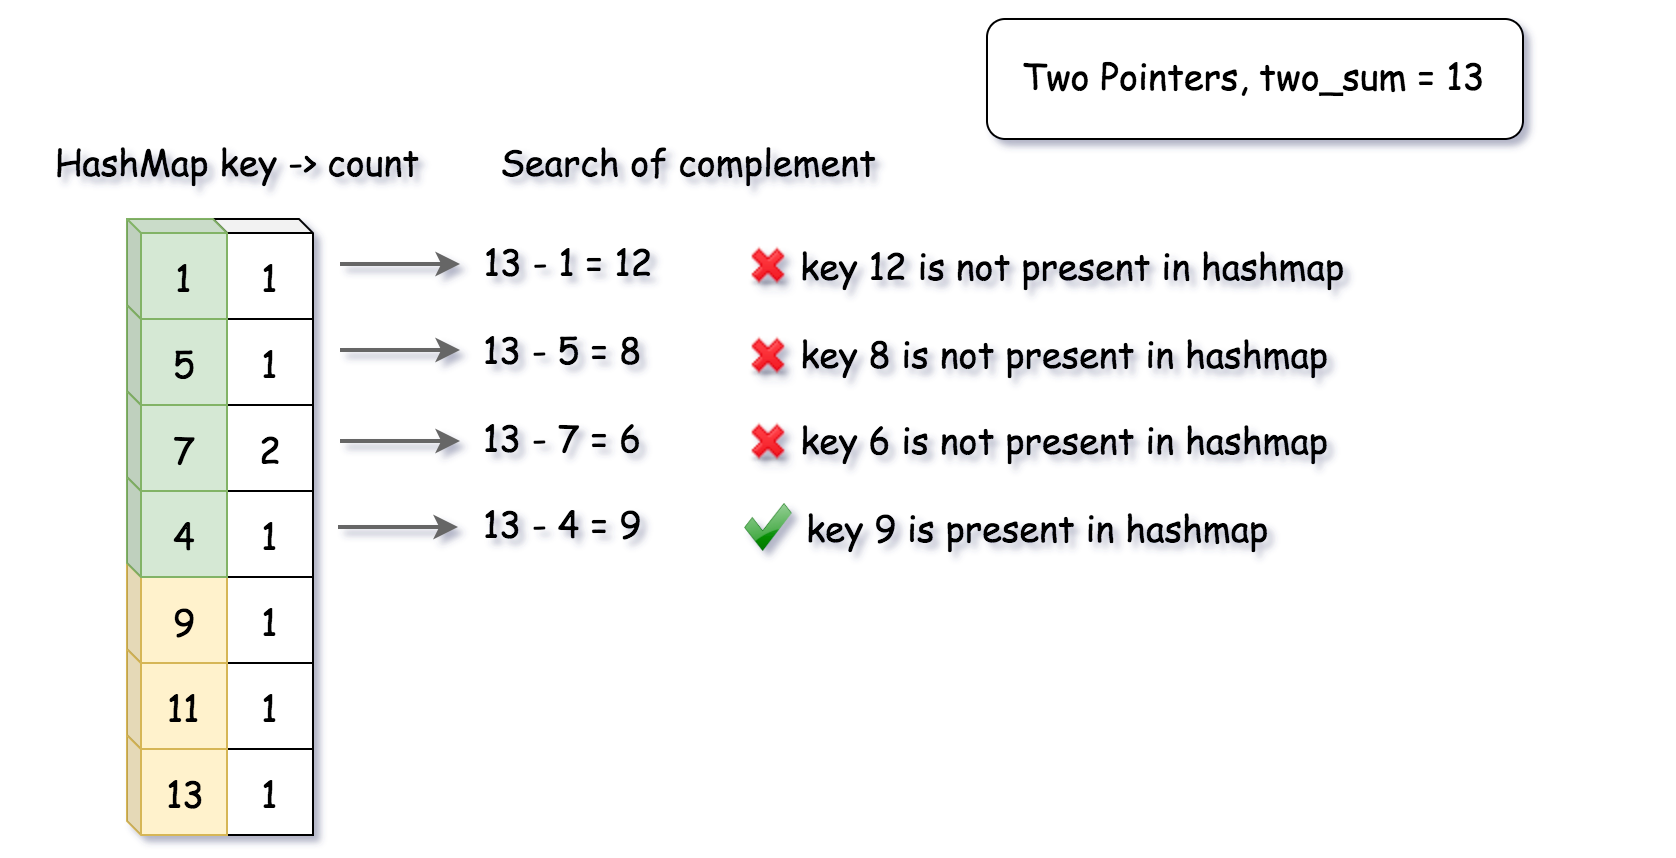 Two Pointers, two_sum = 13
HashMap key -> count
Search of complement
1 1
13 - 1 = 12
key 12 is not present in hashmap
5 1
13 - 5 = 8
key 8 is not present in hashmap
7 2
13 - 7 = 6
key 6 is not present in hashmap
4 1
13 - 4 = 9
key 9 is present in hashmap
9 1
11 1
13 1